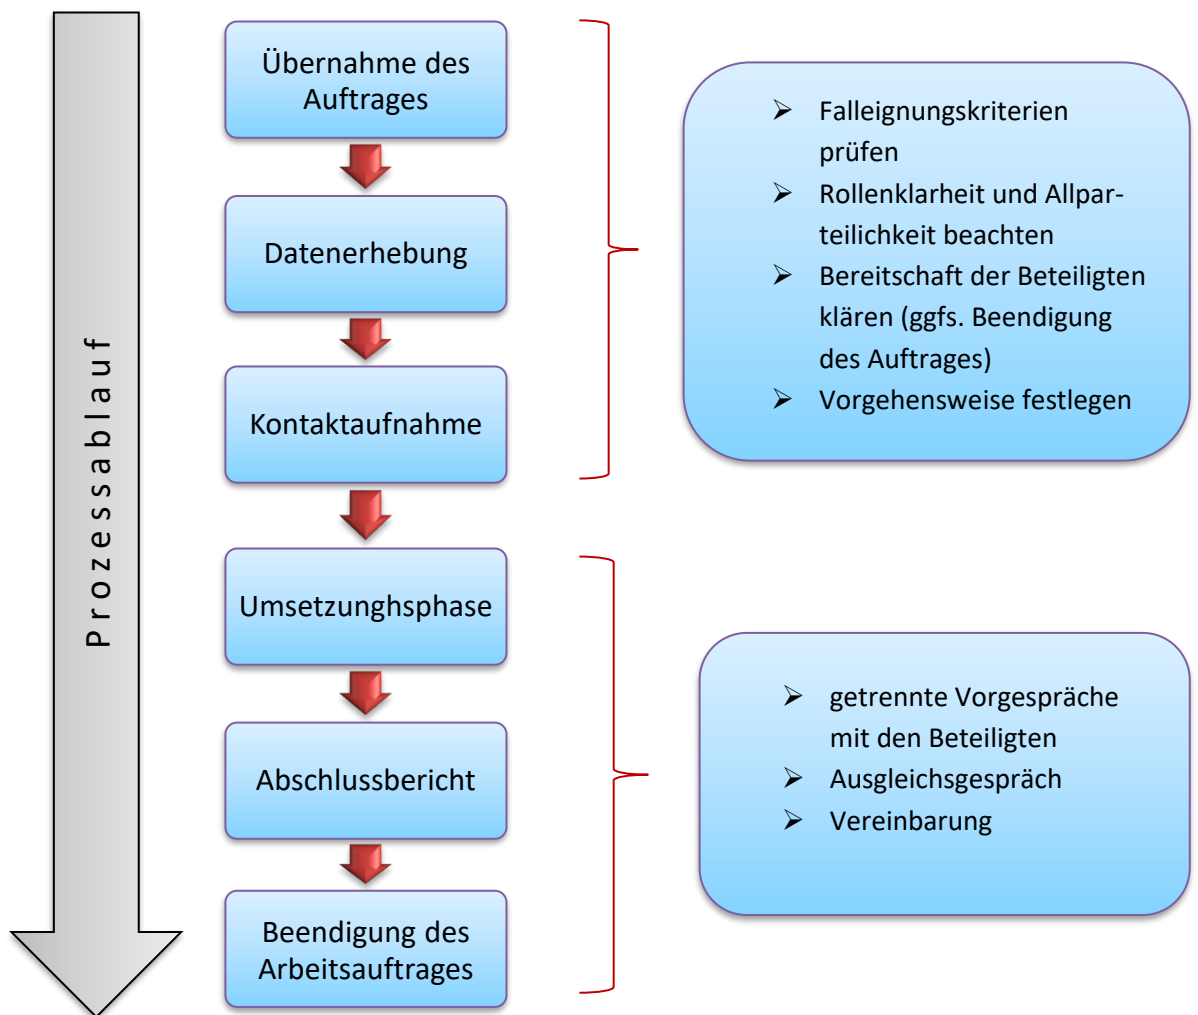 Prozessablauf
Übernahme des
Auftrages
Datenerhebung
Kontaktaufnahme
Umsetzunghsphase
Abschlussbericht
Beendigung des
Arbeitsauftrages
➢ Falleignungskriterien
prüfen
➢ Rollenklarheit und Allpar-
teilichkeit beachten
➢ Bereitschaft der Beteiligten
klären (ggfs. Beendigung
des Auftrages)
➢ Vorgehensweise festlegen
➢ getrennte Vorgespräche
mit den Beteiligten
➢ Ausgleichsgespräch
➢ Vereinbarung